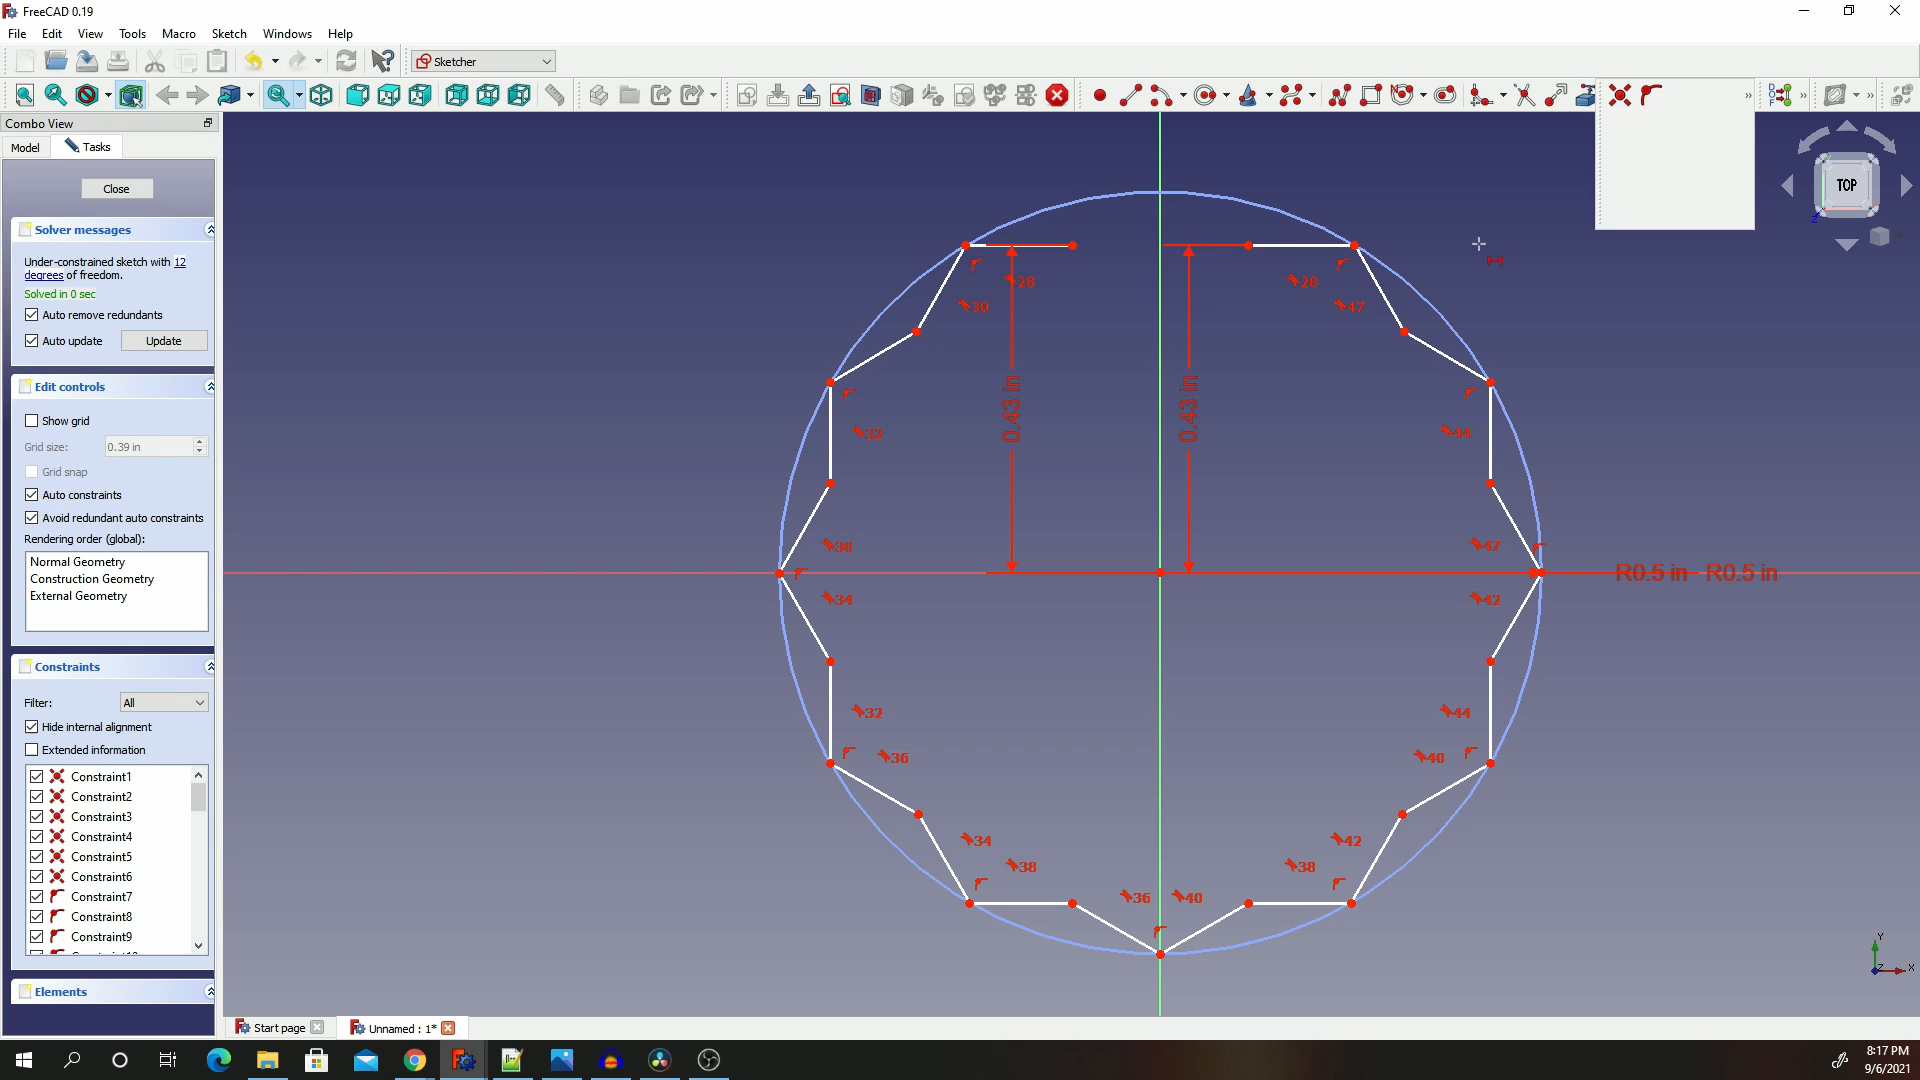 FreeCAD 0.19
File Edit View Tools Macro Sketch Windows Help
Sketcher
Combo View
Model Tasks
Close
Solver messages
Under-constrained sketch with 12
degrees of freedom.
Solved in 0 sec
Auto remove redundants
Auto update Update
Edit controls
Show grid
Grid size: 0.39 in
Grid snap
Auto constraints
Avoid redundant auto constraints
Rendering order (global):
Normal Geometry
Construction Geometry
External Geometry
Constraints
Filter: All
Hide internal alignment
Extended information
Constraint1
Constraint2
Constraint3
Constraint4
Constraint5
Constraint6
Constraint7
Constraint8
Constraint9
Elements
TOP
28 28
30 47
0.43 in 0.43 in
44
47
R0.5 in R0.5 in
34 42
32 44
36 40
34 42
38 38
36 40
Y
Z X
Z
Start page Unnamed : 1*
8:17 PM
9/6/2021